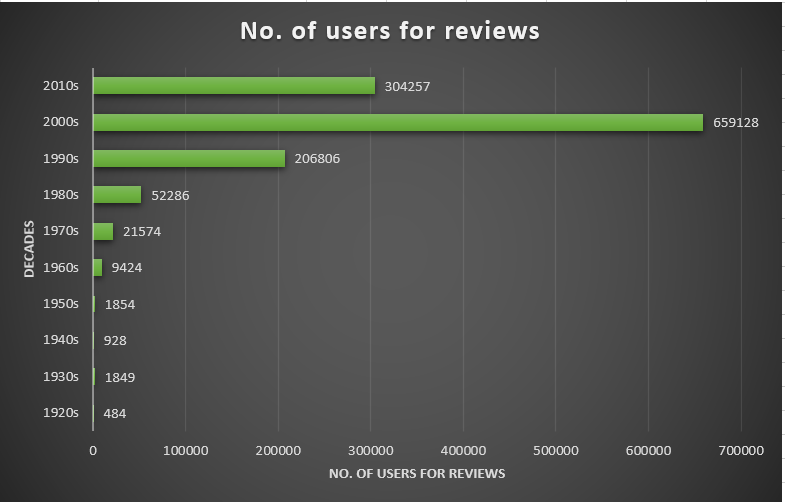 No. of users for reviews
2010s 304257
2000s 659128
1990s 206806
1980s 52286
1970s 21574
1960s 9424
1950s 1854
1940s 928
1930s 1849
1920s 484
DECADES
0 100000 200000 300000 400000 500000 600000 700000
NO. OF USERS FOR REVIEWS